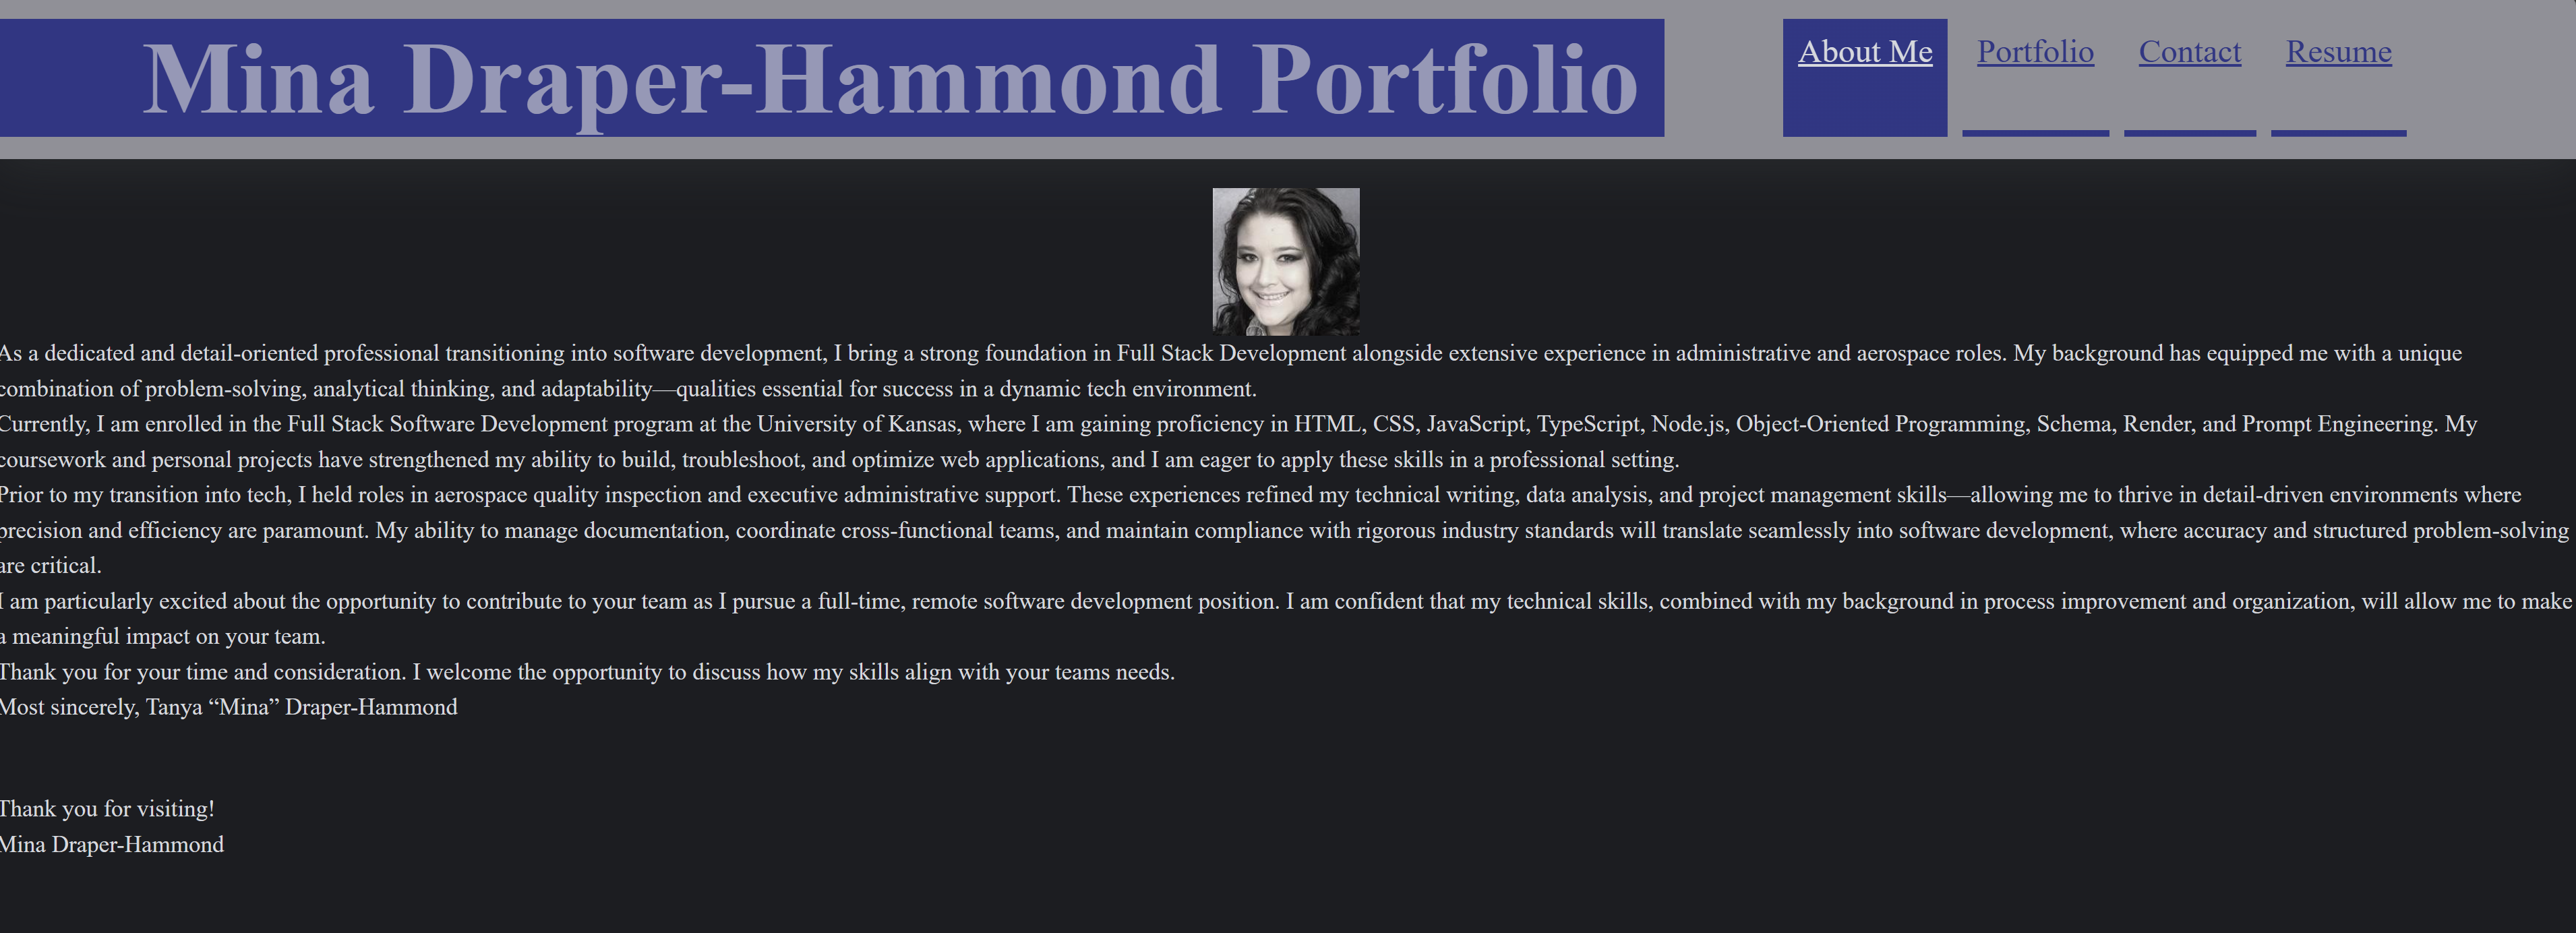 Mina Draper-Hammond Portfolio
About Me Portfolio Contact Resume
As a dedicated and detail-oriented professional transitioning into software development, I bring a strong foundation in Full Stack Development alongside extensive experience in administrative and aerospace roles. My background has equipped me with a unique
combination of problem-solving, analytical thinking, and adaptability—qualities essential for success in a dynamic tech environment.
Currently, I am enrolled in the Full Stack Software Development program at the University of Kansas, where I am gaining proficiency in HTML, CSS, JavaScript, TypeScript, Node.js, Object-Oriented Programming, Schema, Render, and Prompt Engineering. My
coursework and personal projects have strengthened my ability to build, troubleshoot, and optimize web applications, and I am eager to apply these skills in a professional setting.
Prior to my transition into tech, I held roles in aerospace quality inspection and executive administrative support. These experiences refined my technical writing, data analysis, and project management skills—allowing me to thrive in detail-driven environments where
precision and efficiency are paramount. My ability to manage documentation, coordinate cross-functional teams, and maintain compliance with rigorous industry standards will translate seamlessly into software development, where accuracy and structured problem-solving
are critical.
I am particularly excited about the opportunity to contribute to your team as I pursue a full-time, remote software development position. I am confident that my technical skills, combined with my background in process improvement and organization, will allow me to make
a meaningful impact on your team.
Thank you for your time and consideration. I welcome the opportunity to discuss how my skills align with your teams needs.
Most sincerely, Tanya “Mina” Draper-Hammond
Thank you for visiting!
Mina Draper-Hammond